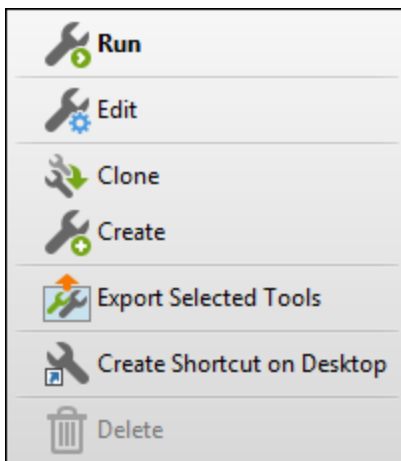 Run
Edit
Clone
Create
Export Selected Tools
Create Shortcut on Desktop
Delete